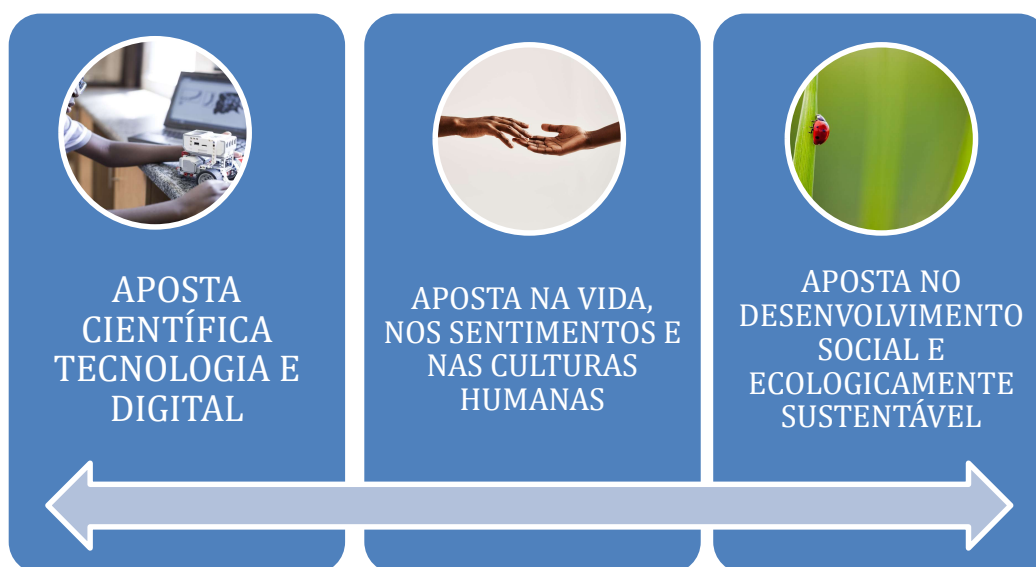 APOSTA
CIENTÍFICA
TECNOLOGIA E
DIGITAL
APOSTA NA VIDA,
NOS SENTIMENTOS E
NAS CULTURAS
HUMANAS
APOSTA NO
DESENVOLVIMENTO
SOCIAL E
ECOLOGICAMENTE
SUSTENTÁVEL